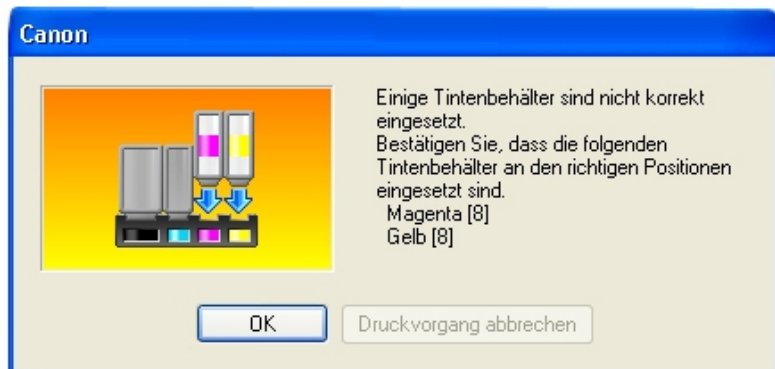 Canon
Einige Tintenbehälter sind nicht korrekt
eingesetzt.
Bestätigen Sie, dass die folgenden
Tintenbehälter an den richtigen Positionen
eingesetzt sind.
Magenta [8]
Gelb [8]
OK
Druckvorgang abbrechen